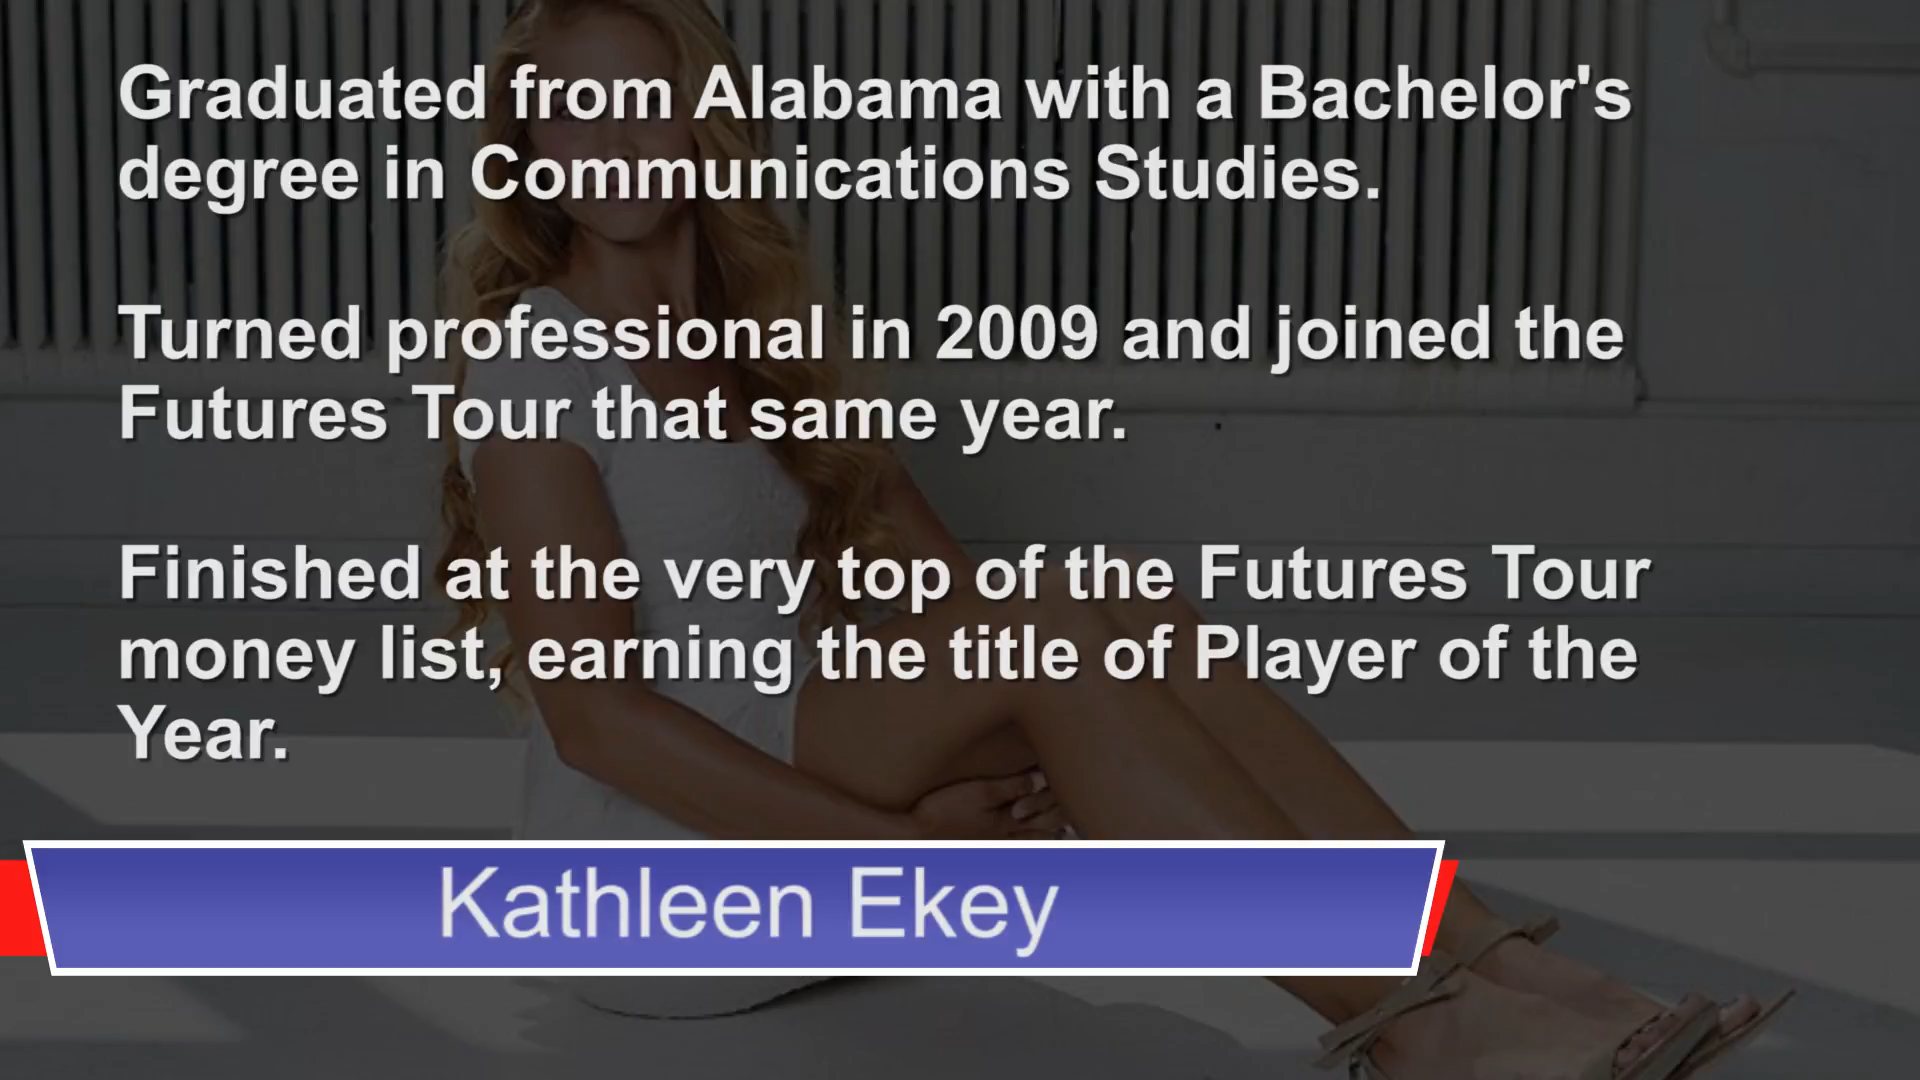 Graduated from Alabama with a Bachelor's
degree in Communications Studies.
Turned professional in 2009 and joined the
Futures Tour that same year.
Finished at the very top of the Futures Tour
money list, earning the title of Player of the
Year.
Kathleen Ekey